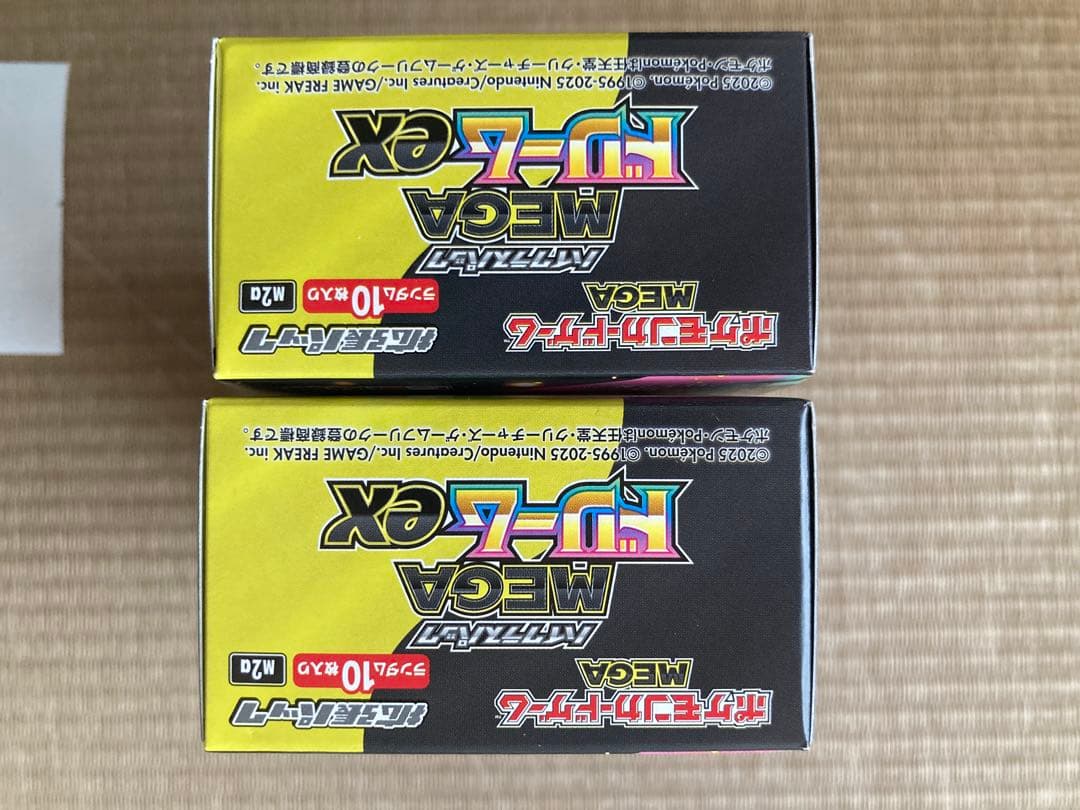 ポケモンカードゲーム
MEGA
拡張パック
ランダム10枚入り
M2a
ハイクラスパック
MEGA
ドリームex
©2025 Pokémon. ©1995-2025 Nintendo/Creatures Inc./GAME FREAK inc.
ポケモン・Pokémonは任天堂・クリーチャーズ・ゲームフリークの登録商標です。
ポケモンカードゲーム
MEGA
拡張パック
ランダム10枚入り
M2a
ハイクラスパック
MEGA
ドリームex
©2025 Pokémon. ©1995-2025 Nintendo/Creatures Inc./GAME FREAK inc.
ポケモン・Pokémonは任天堂・クリーチャーズ・ゲームフリークの登録商標です。